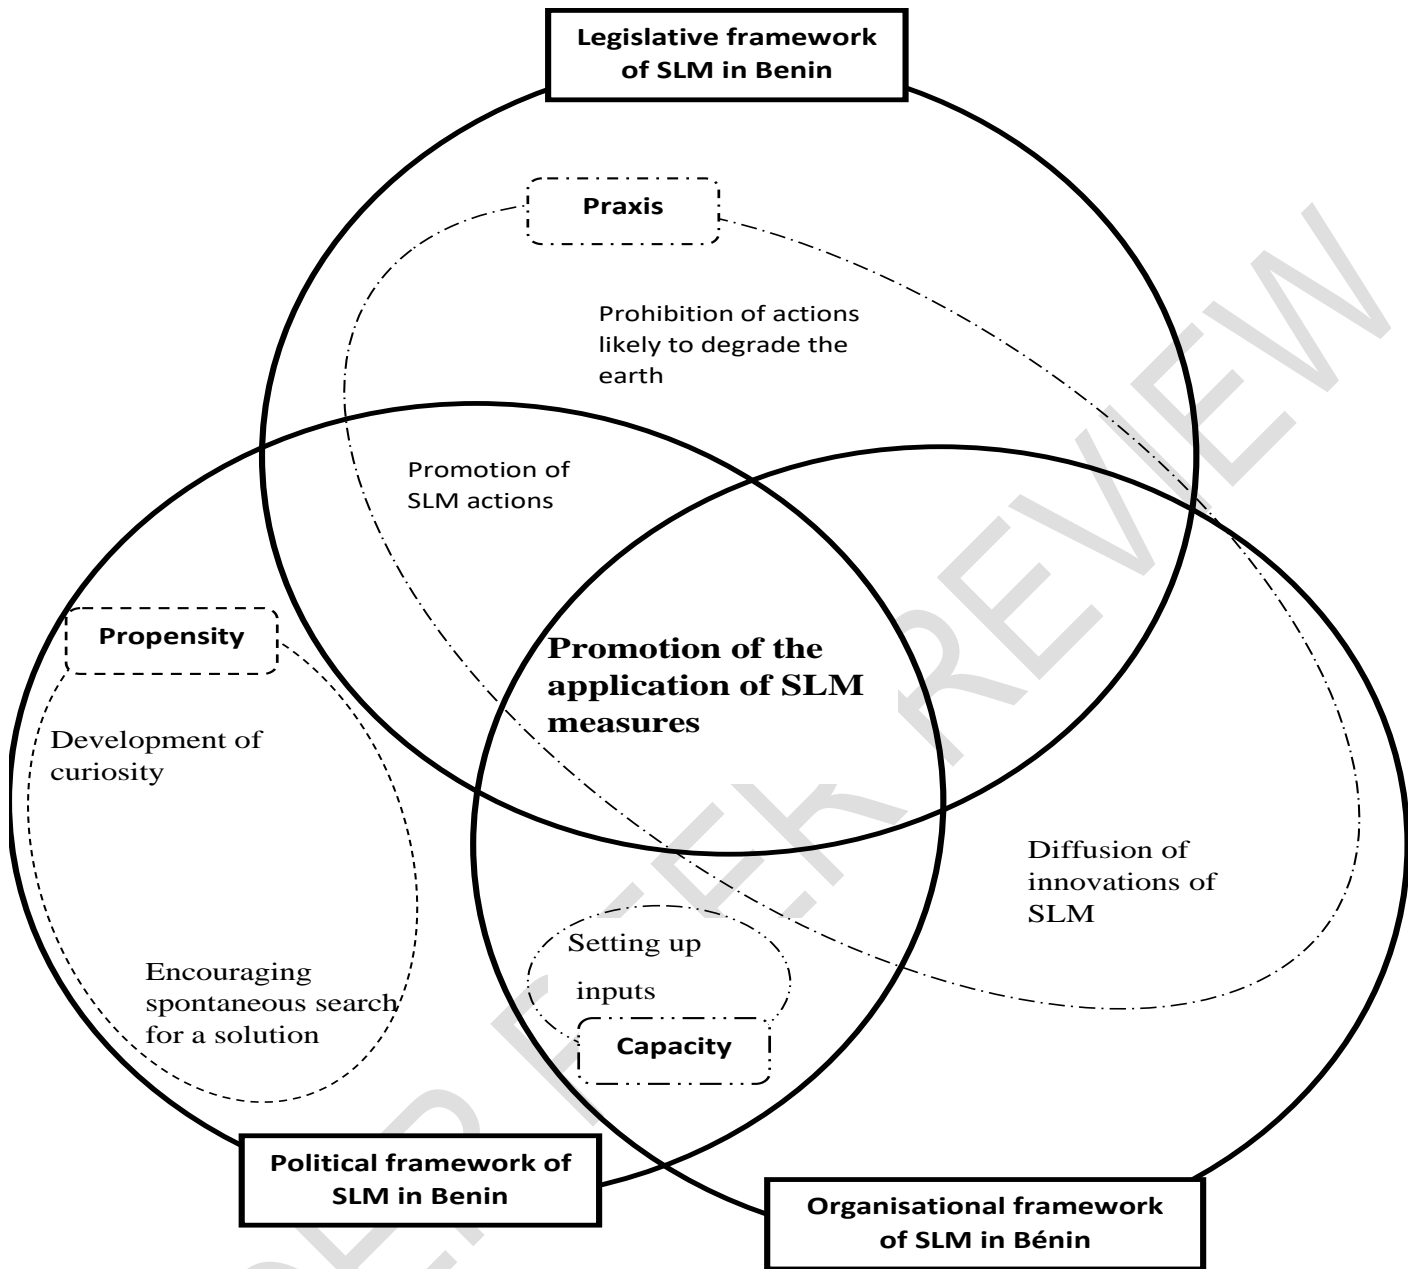 Legislative framework
of SLM in Benin
Praxis
Prohibition of actions
likely to degrade the
earth
Promotion of
SLM actions
Propensity
Promotion of the
application of SLM
measures
Development of
curiosity
Diffusion of
innovations of
SLM
Setting up
inputs
Encouraging
spontaneous search
for a solution
Capacity
Political framework of
SLM in Benin
Organisational framework
of SLM in Bénin
ER PEER REVIEW